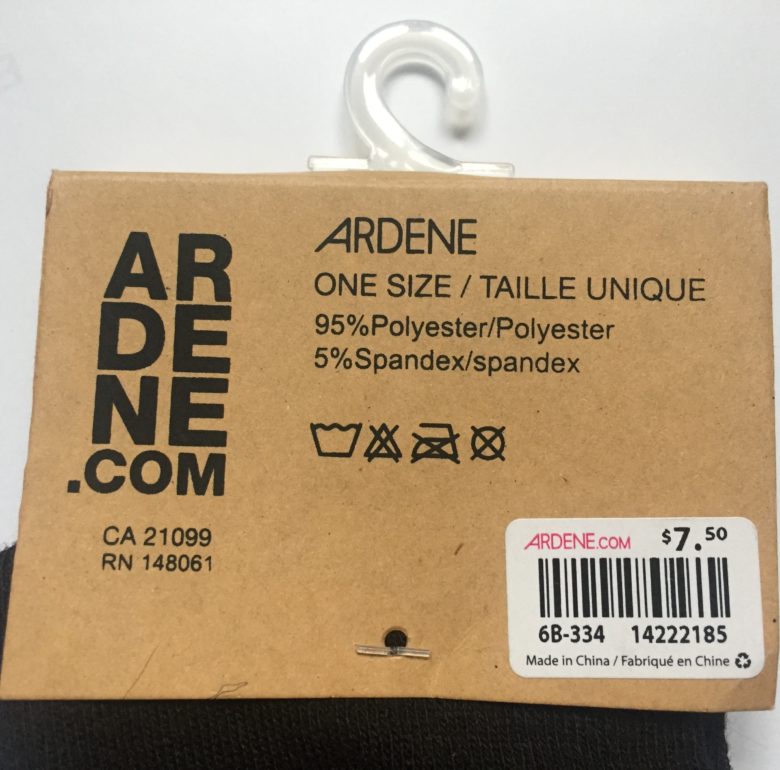 AR
DE
NE
.COM
CA 21099
RN 148061
ARDENE
ONE SIZE / TAILLE UNIQUE
95%Polyester/Polyester
5%Spandex/spandex
ARDENE.COM $7.50
6B-334 14222185
Made in China / Fabriqué en Chine